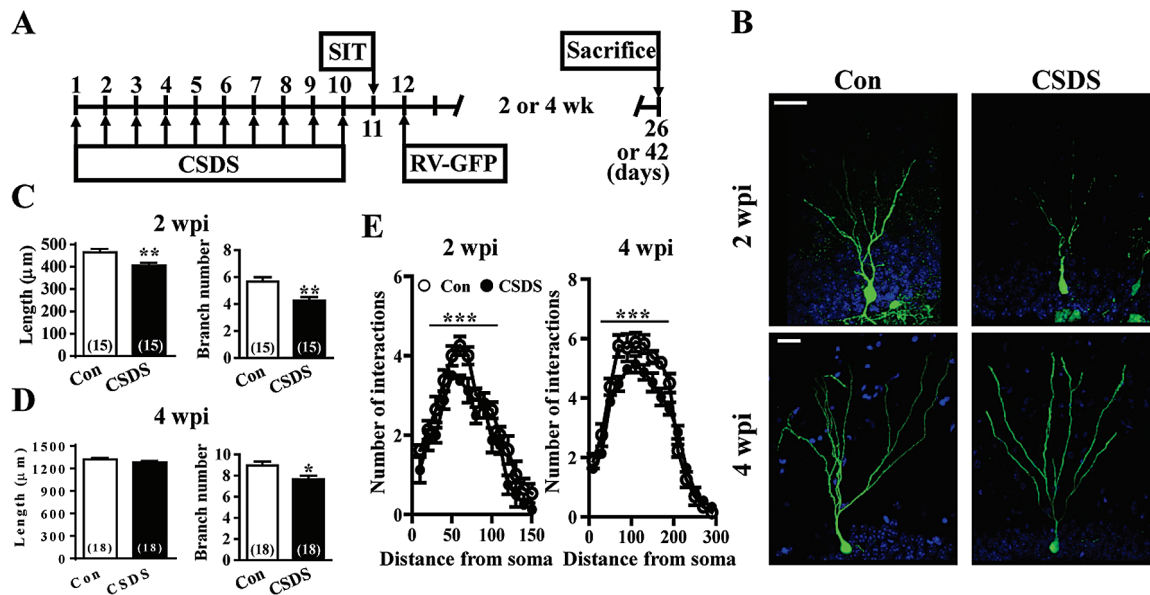 A
SIT
Sacrifice
1 2 3 4 5 6 7 8 9 10 12
11
2 or 4 wk
26
or 42
(days)
CSDS
RV-GFP
B
Con CSDS
2 wpi
4 wpi
C
2 wpi
Length (μm)
500
400
300
200
100
0
(15) (15)
**
Con CSDS
Branch number
8
6
4
2
0
(15) (15)
**
Con CSDS
D
4 wpi
Length (μm)
1500
1200
900
600
300
0
(18) (18)
Con CSDS
Branch number
10
8
6
4
2
0
(18) (18)
*
Con CSDS
E
2 wpi
Con CSDS
***
Number of interactions
6
4
2
0
0 50 100 150
Distance from soma
4 wpi
***
Number of interactions
8
6
4
2
0
0 100 200 300
Distance from soma